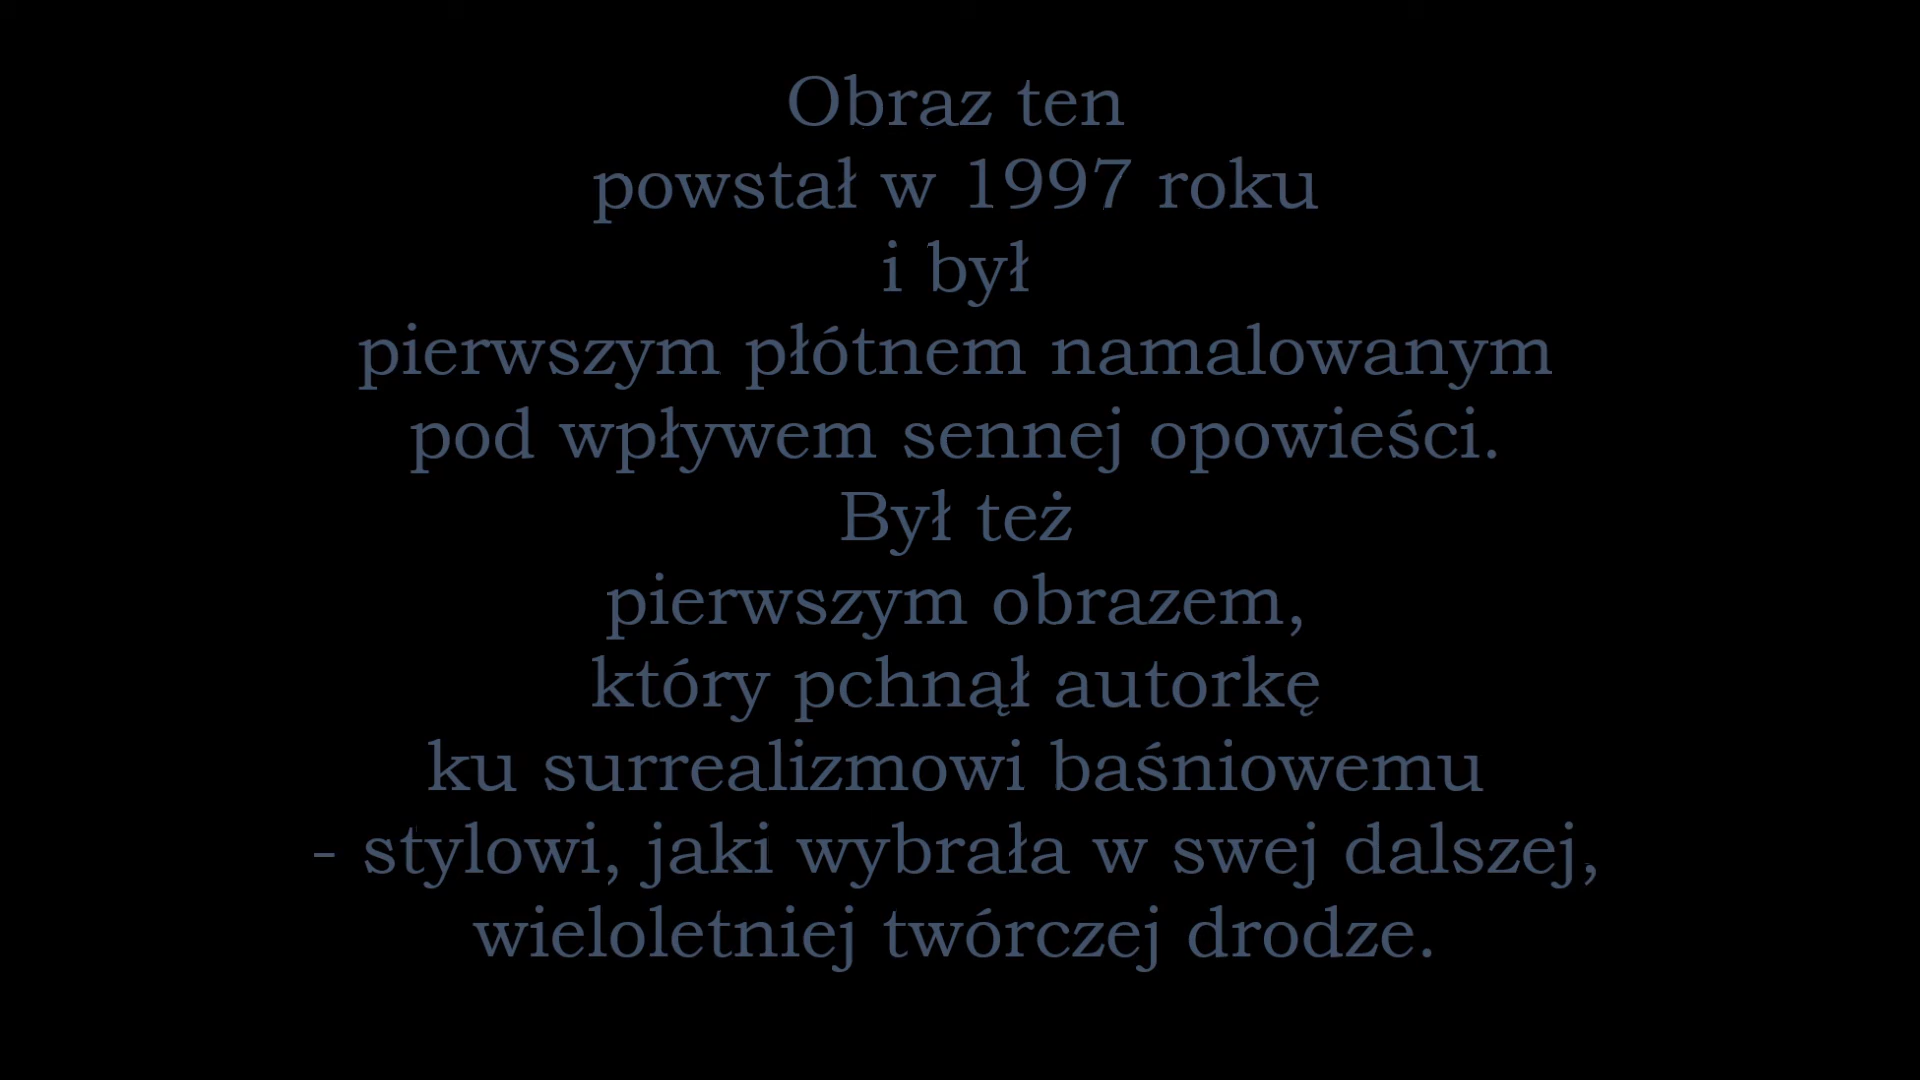 Obraz ten
powstał w 1997 roku
i był
pierwszym płótnem namalowanym
pod wpływem sennej opowieści.
Był też
pierwszym obrazem,
który pchnął autorkę
ku surrealizmowi baśniowemu
- stylowi, jaki wybrała w swej dalszej,
wieloletniej twórczej drodze.